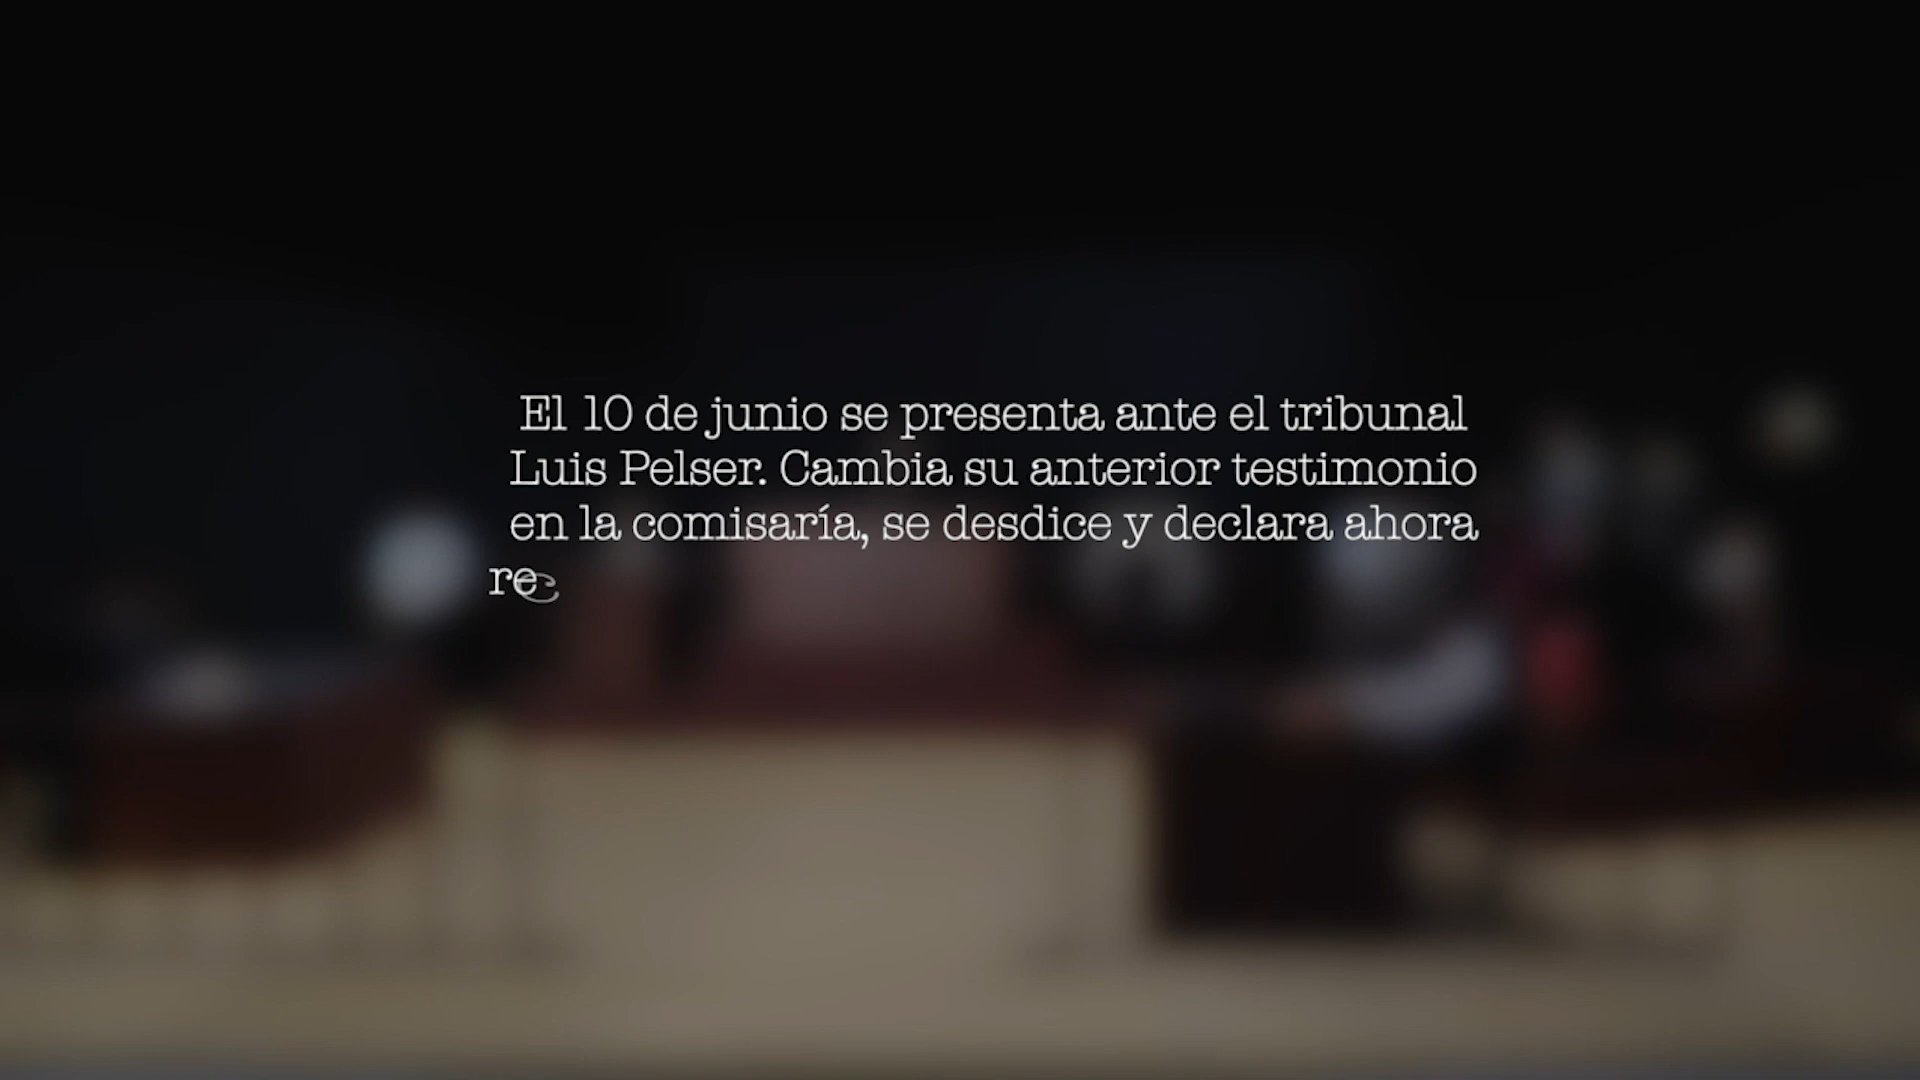 El 10 de junio se presenta ante el tribunal
Luis Pelser. Cambia su anterior testimonio
en la comisaría, se desdice y declara ahora
re